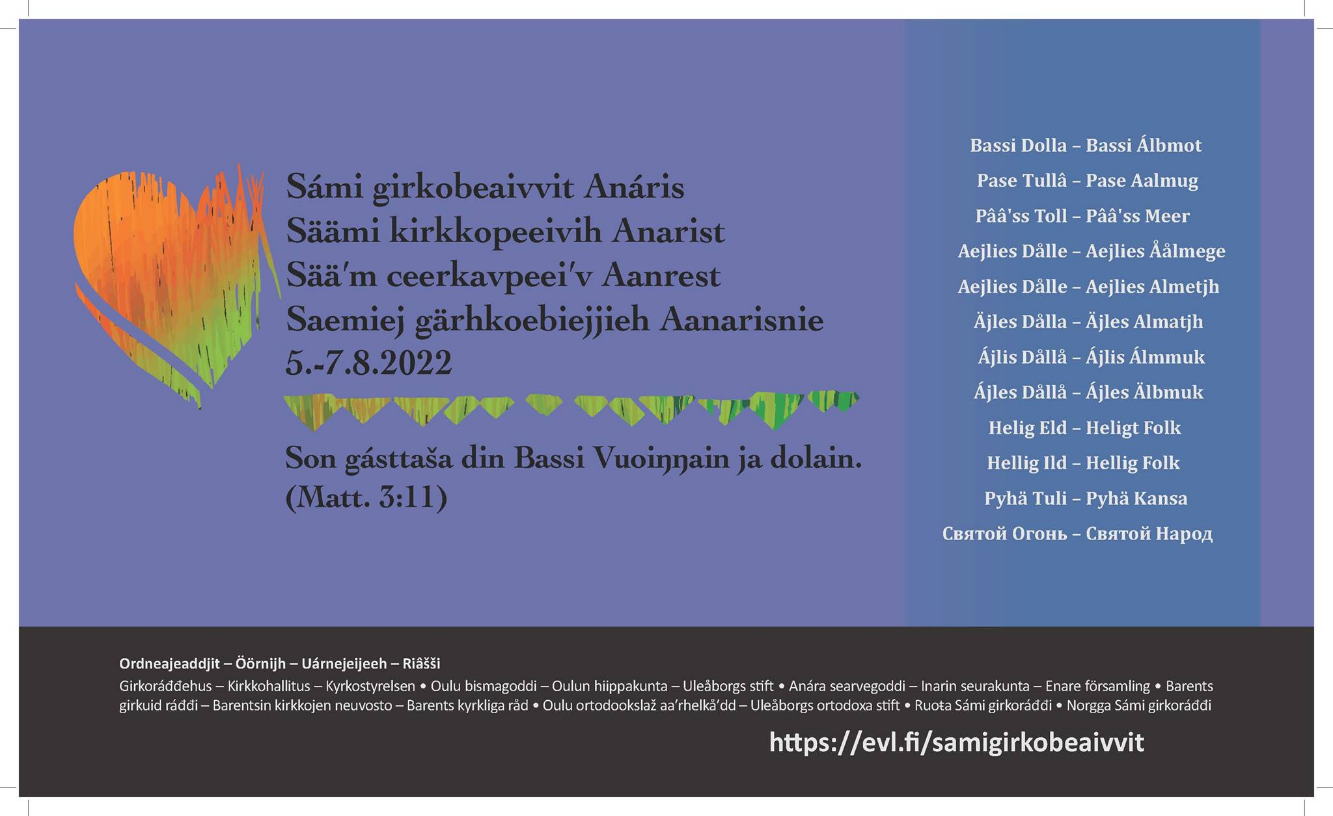 Sámi girkobeaivvit Anáris
Säämi kirkkopeeivih Anarist
Sää′m ceerkavpeei′v Aanrest
Saemiej gärhkoebiejjieh Aanarisnie
5.-7.8.2022
Son gásttaša din Bassi Vuoiŋŋain ja dolain.
(Matt. 3:11)
Bassi Dolla – Bassi Álbmot
Pase Tullâ – Pase Aalmug
Pââ'ss Toll – Pââ'ss Meer
Aejlies Dålle – Aejlies Åålmege
Aejlies Dålle – Aejlies Almetjh
Äjles Dålla – Äjles Almatjh
Ájlis Dållå – Ájlis Álmmuk
Ájles Dållå – Ájles Älbmuk
Helig Eld – Heligt Folk
Hellig Ild – Hellig Folk
Pyhä Tuli – Pyhä Kansa
Святой Огонь – Святой Народ
Ordneajeaddjit – Öörnijh – Uárnejeijeeh – Riâšši
Girkoráđđehus – Kirkkohallitus – Kyrkostyrelsen • Oulu bismagoddi – Oulun hiippakunta – Uleåborgs stift • Anára searvegoddi – Inarin seurakunta – Enare församling • Barents
girkuid ráđđi – Barentsin kirkkojen neuvosto – Barents kyrkliga råd • Oulu ortodookslaž aa′rhelkå′dd – Uleåborgs ortodoxa stift • Ruoŧa Sámi girkoráđđi • Norgga Sámi girkoráđđi
https://evl.fi/samigirkobeaivvit